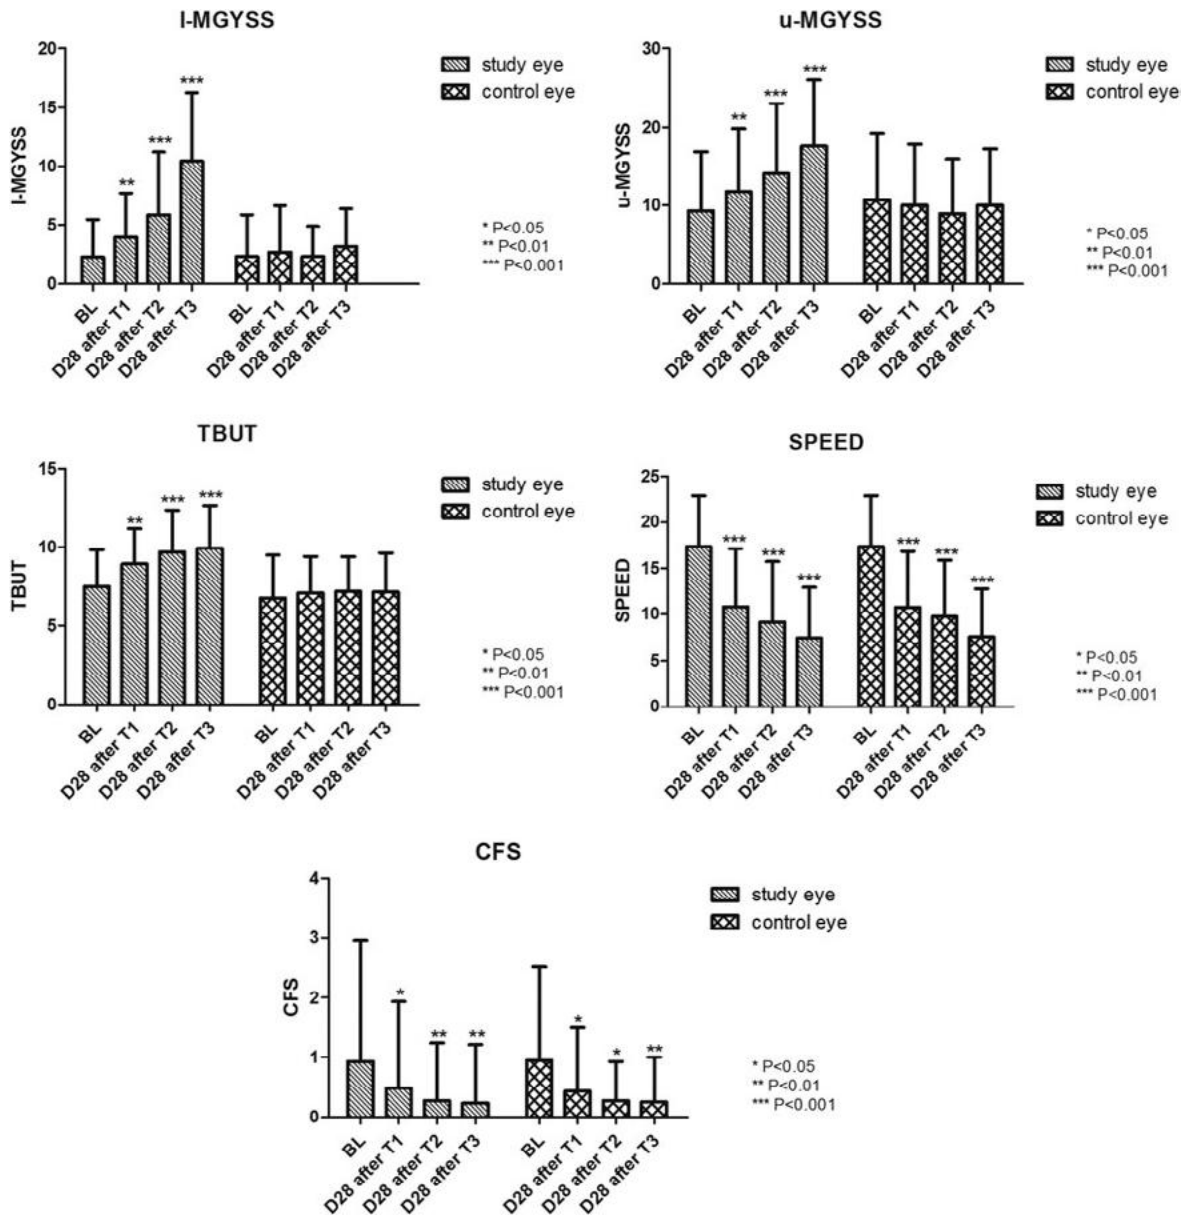 l-MGYSS
20
15
10
5
0
l-MGYSS
** *** ***
BL
D28 after T1
D28 after T2
D28 after T3
BL
D28 after T1
D28 after T2
D28 after T3
study eye
control eye
* P<0.05
** P<0.01
*** P<0.001
u-MGYSS
30
20
10
0
u-MGYSS
** *** ***
BL
D28 after T1
D28 after T2
D28 after T3
BL
D28 after T1
D28 after T2
D28 after T3
study eye
control eye
* P<0.05
** P<0.01
*** P<0.001
TBUT
15
10
5
0
TBUT
** *** ***
BL
D28 after T1
D28 after T2
D28 after T3
BL
D28 after T1
D28 after T2
D28 after T3
study eye
control eye
* P<0.05
** P<0.01
*** P<0.001
SPEED
25
20
15
10
5
0
SPEED
*** *** *** *** *** ***
BL
D28 after T1
D28 after T2
D28 after T3
BL
D28 after T1
D28 after T2
D28 after T3
study eye
control eye
* P<0.05
** P<0.01
*** P<0.001
CFS
4
3
2
1
0
CFS
* ** ** * * **
BL
D28 after T1
D28 after T2
D28 after T3
BL
D28 after T1
D28 after T2
D28 after T3
study eye
control eye
* P<0.05
** P<0.01
*** P<0.001